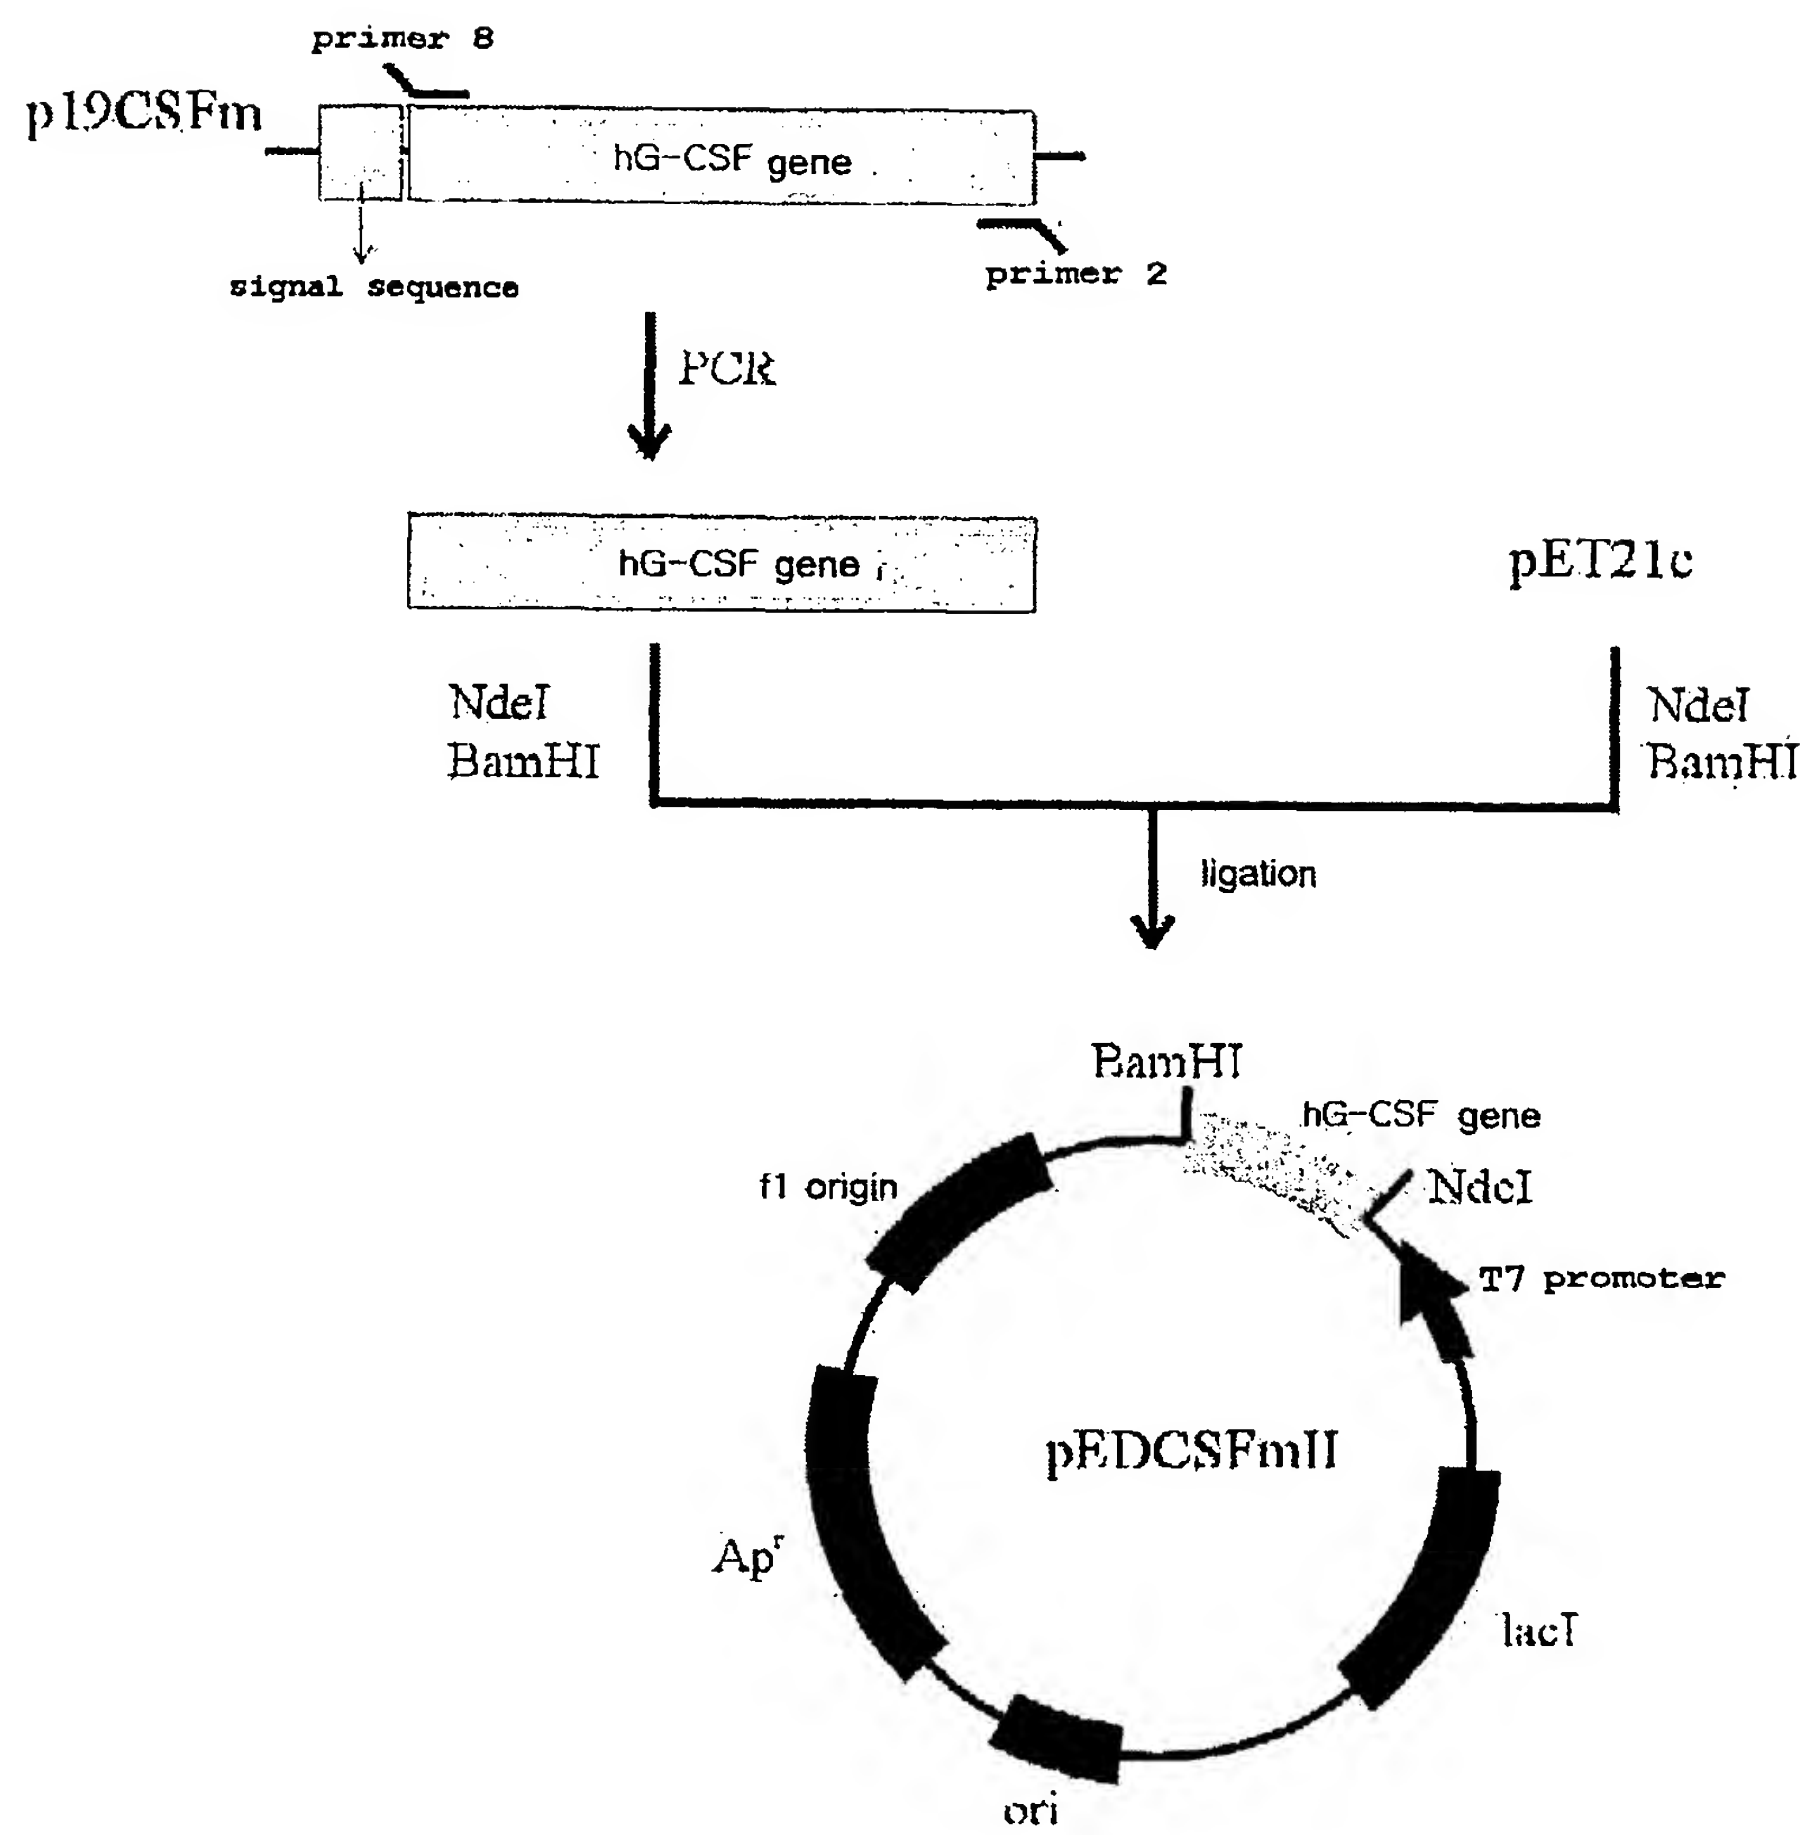 primer 8
p19CSFm
hG-CSF gene
signal sequence
primer 2
PCR
hG-CSF gene
pET21c
NdeI
BamHI
NdeI
BamHI
ligation
BamHI
hG-CSF gene
f1 origin
NdeI
T7 promoter
pEDCSFmII
Apr
lacI
ori